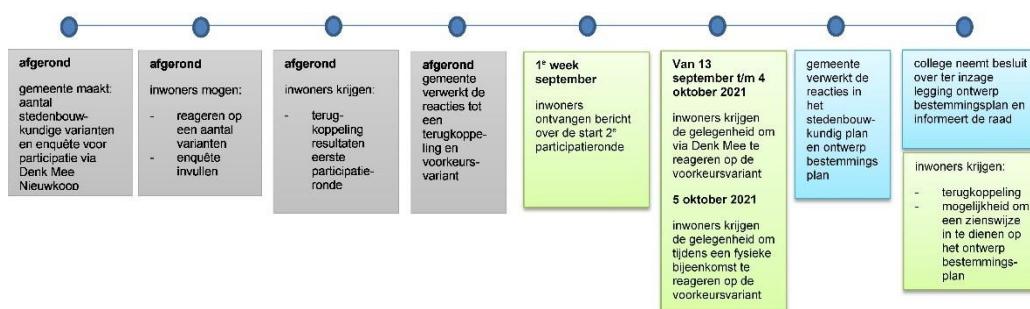 afgerond
gemeente maakt:
aantal
stedenbouw-
kundige varianten
en enquête voor
participatie via
Denk Mee
Nieuwkoop
afgerond
inwoners mogen:
- reageren op
een aantal
varianten
- enquête
invullen
afgerond
inwoners krijgen:
- terug-
koppeling
resultaten
eerste
participatie-
ronde
afgerond
gemeente
verwerkt de
reacties tot
een
terugkoppe-
ling en
voorkeurs-
variant
1e week
september
inwoners
ontvangen bericht
over de start 2e
participatieronde
Van 13
september t/m 4
oktober 2021
inwoners krijgen
de gelegenheid om
via Denk Mee te
reageren op de
voorkeursvariant
5 oktober 2021
inwoners krijgen
de gelegenheid om
tijdens een fysieke
bijeenkomst te
reageren op de
voorkeursvariant
gemeente
verwerkt de
reacties in
het
stedenbouw-
kundig plan
en ontwerp
bestemmings
plan
college neemt besluit
over ter inzage
legging ontwerp
bestemmingsplan en
informeert de raad
inwoners krijgen:
- terugkoppeling
- mogelijkheid om
een zienswijze
in te dienen op
het ontwerp
bestemmings-
plan